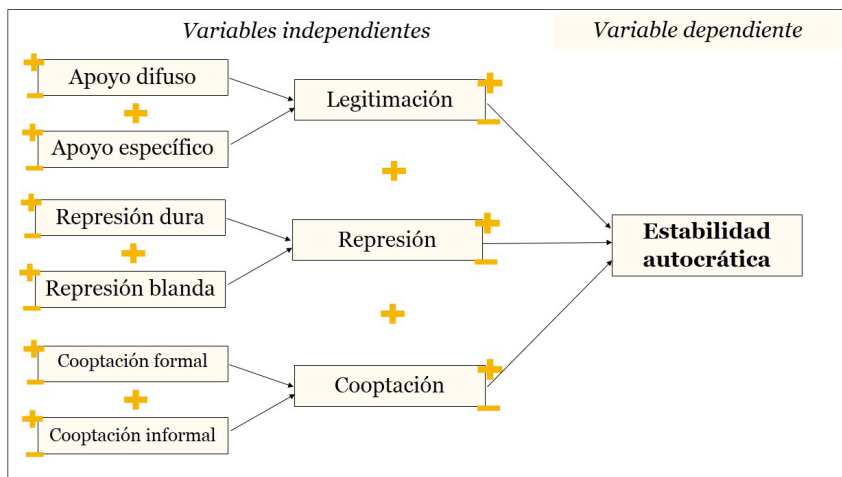 Variables independientes
Variable dependiente
Apoyo difuso
Apoyo específico
Legitimación
Represión dura
Represión blanda
Represión
Cooptación formal
Cooptación informal
Cooptación
Estabilidad
autocrática